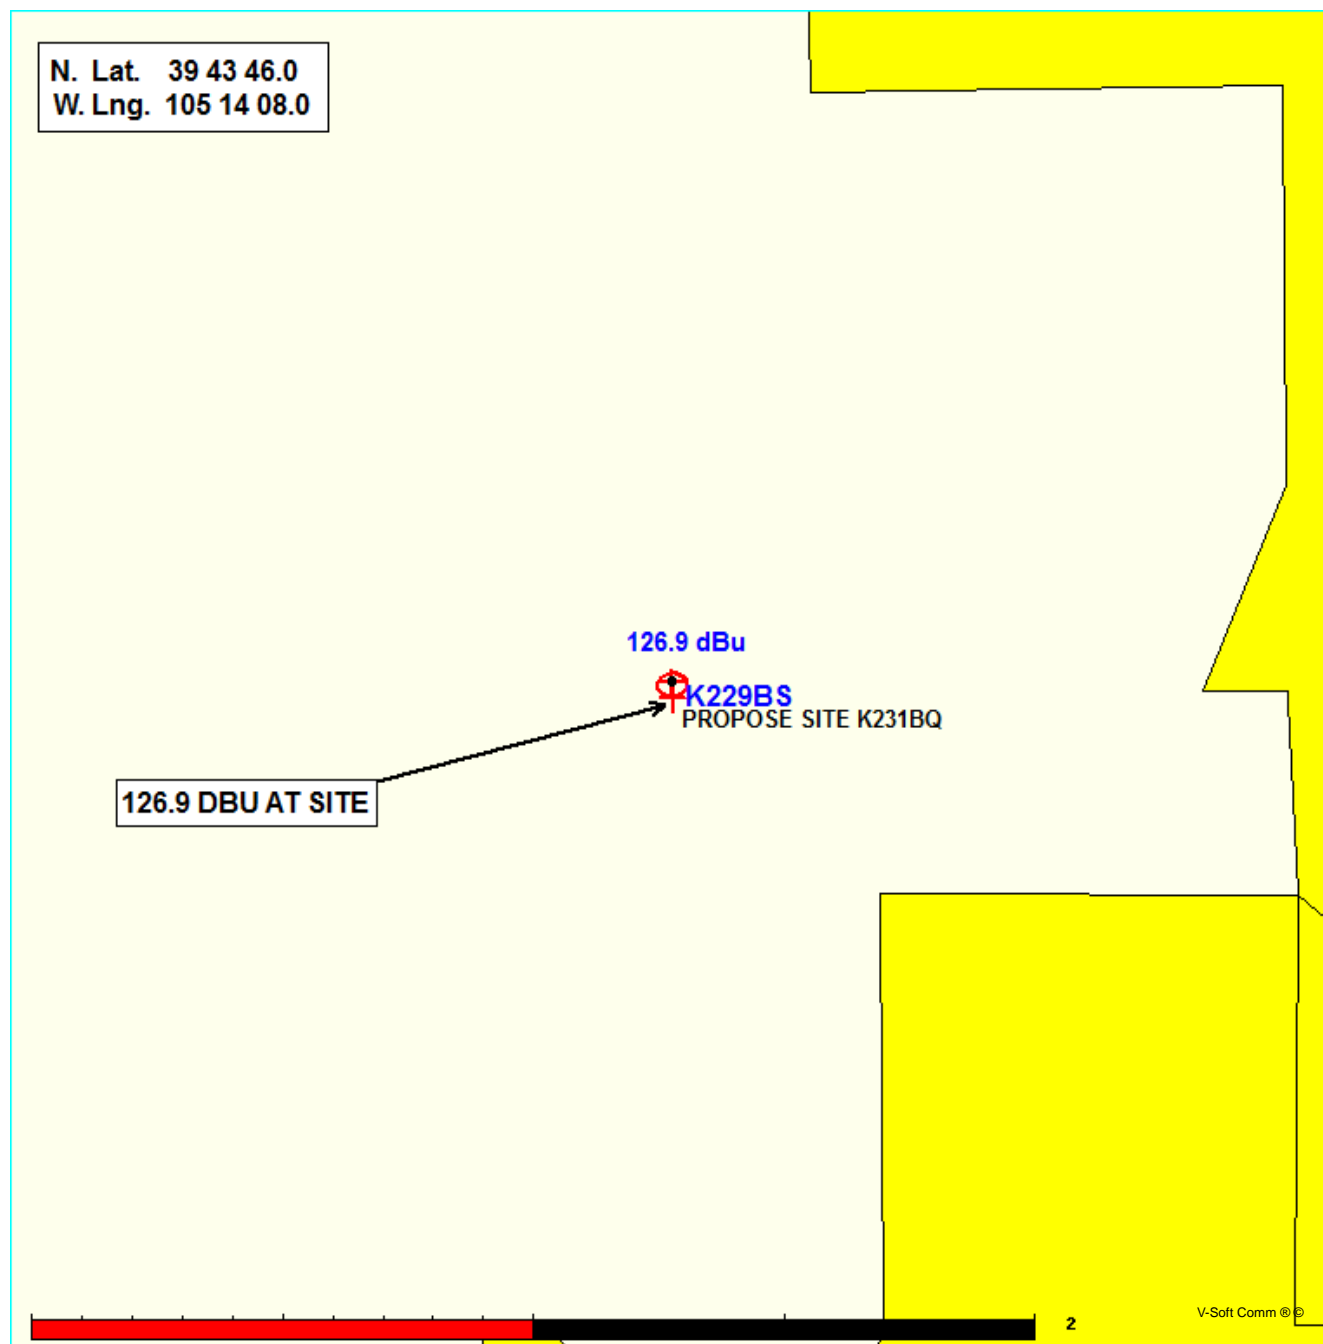 N. Lat. 39 43 46.0
W. Lng. 105 14 08.0
126.9 dBu
K229BS
PROPOSE SITE K231BQ
126.9 DBU AT SITE
V-Soft Comm ® ©
2